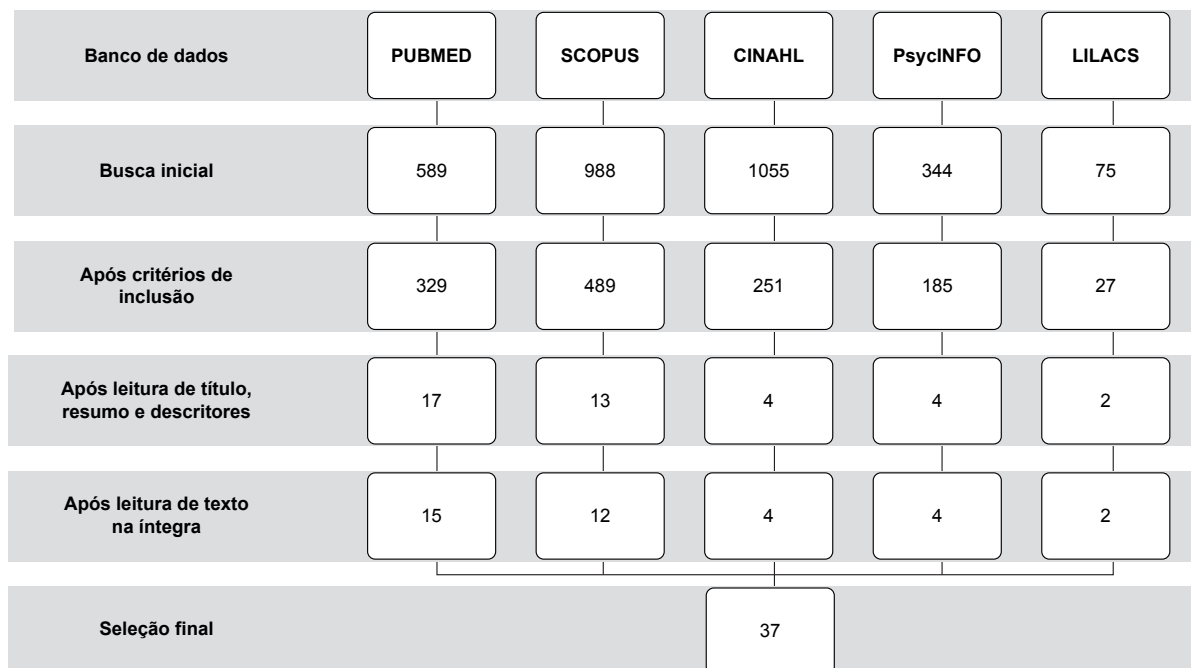 Banco de dados
PUBMED
SCOPUS
CINAHL
PsycINFO
LILACS
Busca inicial
589
988
1055
344
75
Após critérios de
inclusão
329
489
251
185
27
Após leitura de título,
resumo e descritores
17
13
4
4
2
Após leitura de texto
na íntegra
15
12
4
4
2
Seleção final
37